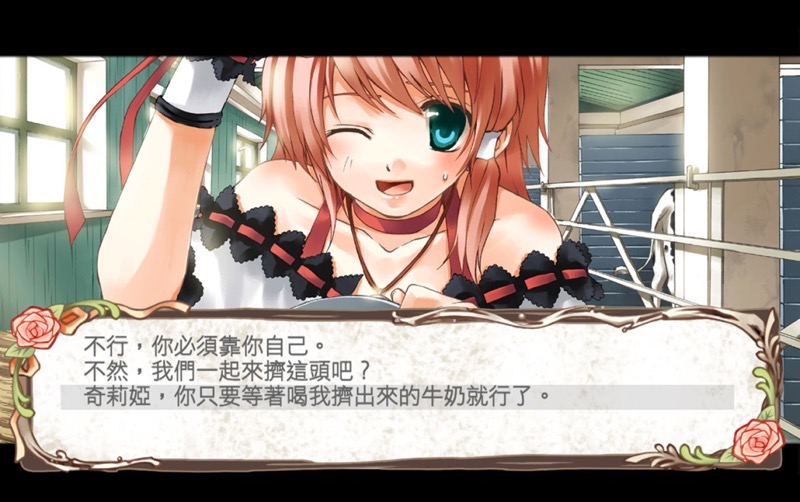 不行，你必須靠你自己。
不然，我們一起來擠這頭吧？
奇莉婭，你只要等著喝我擠出來的牛奶就行了。